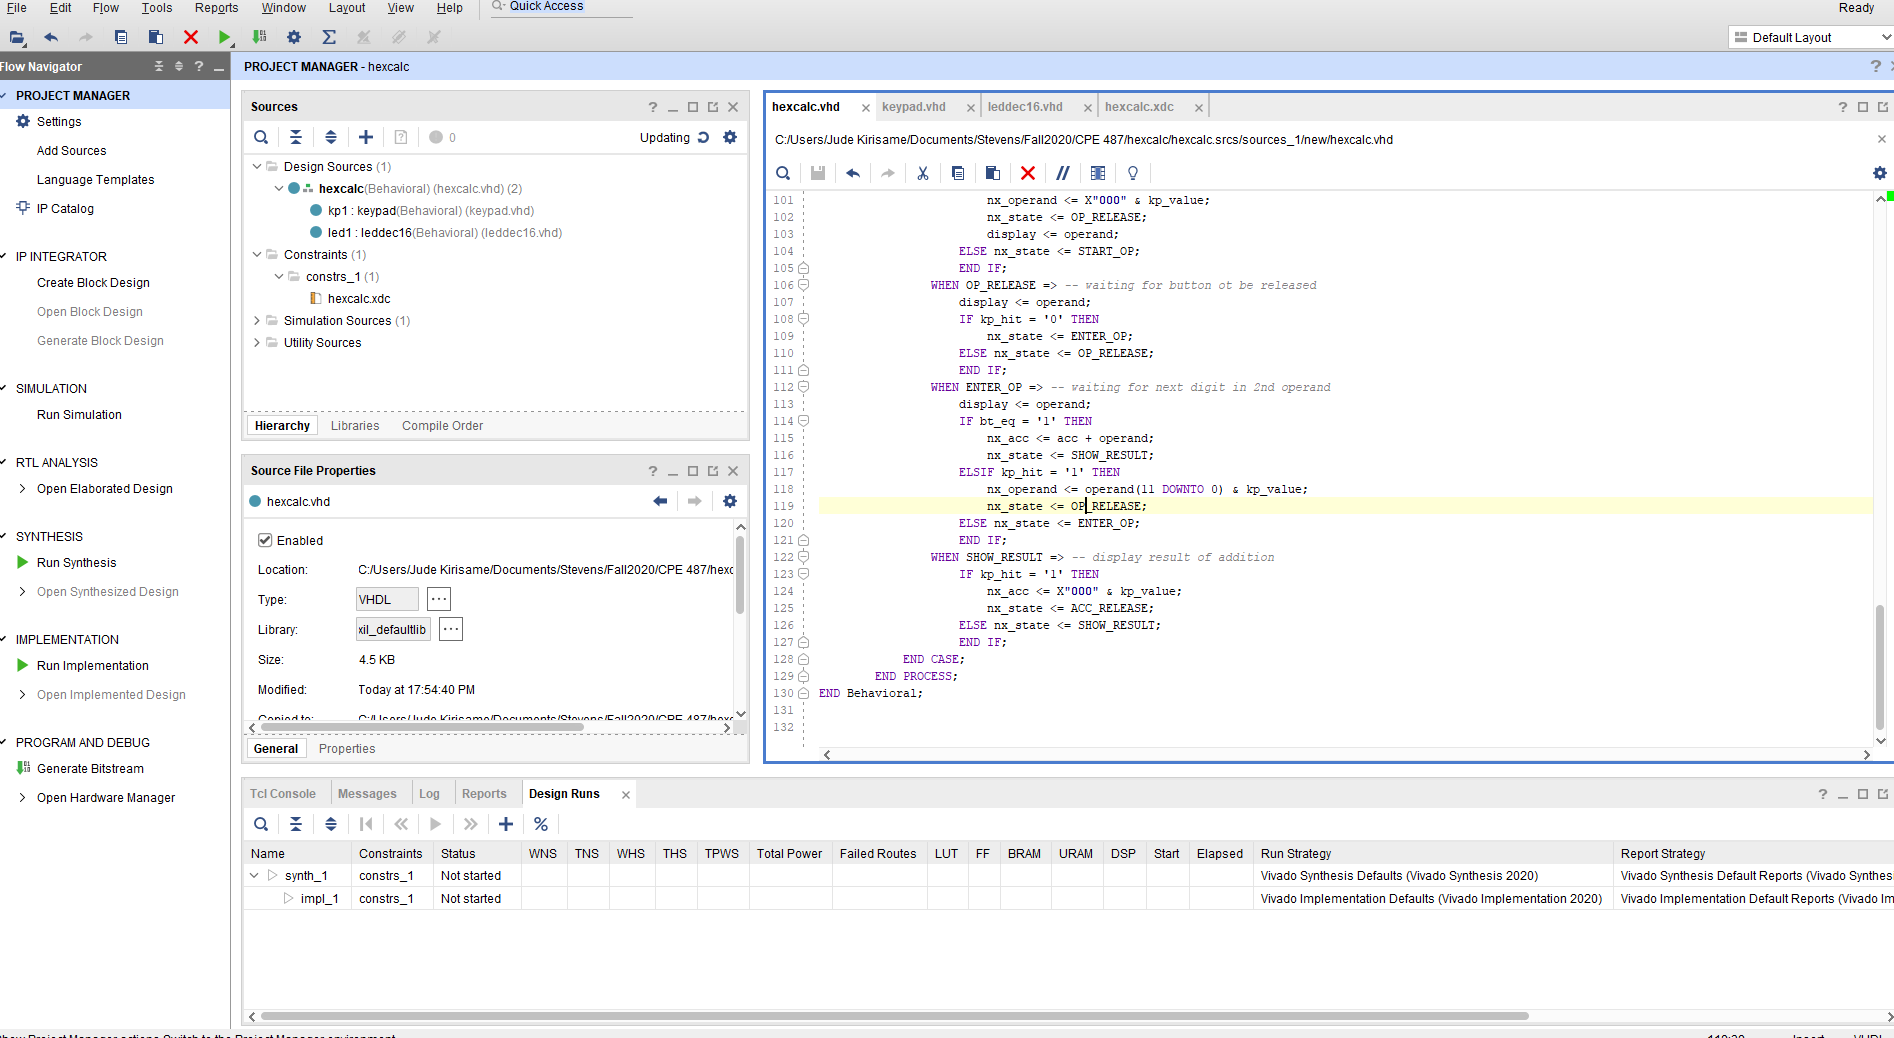 File Edit Flow Tools Reports Window Layout View Help Quick Access Ready
Default Layout
Flow Navigator
PROJECT MANAGER - hexcalc
PROJECT MANAGER
Settings
Add Sources
Language Templates
IP Catalog
IP INTEGRATOR
Create Block Design
Open Block Design
Generate Block Design
SIMULATION
Run Simulation
RTL ANALYSIS
Open Elaborated Design
SYNTHESIS
Run Synthesis
Open Synthesized Design
IMPLEMENTATION
Run Implementation
Open Implemented Design
PROGRAM AND DEBUG
Generate Bitstream
Open Hardware Manager
Sources
0 Updating
Design Sources (1)
hexcalc(Behavioral) (hexcalc.vhd) (2)
kp1 : keypad(Behavioral) (keypad.vhd)
led1 : leddec16(Behavioral) (leddec16.vhd)
Constraints (1)
constrs_1 (1)
hexcalc.xdc
Simulation Sources (1)
Utility Sources
Hierarchy Libraries Compile Order
Source File Properties
hexcalc.vhd
Enabled
Location: C:/Users/Jude Kirisame/Documents/Stevens/Fall2020/CPE 487/hexc
Type: VHDL
Library: xil_defaultlib
Size: 4.5 KB
Modified: Today at 17:54:40 PM
Copied to: C:/Users/Jude Kirisame/Documents/Stevens/Fall2020/CPE 487/hexc
General Properties
hexcalc.vhd keypad.vhd leddec16.vhd hexcalc.xdc
C:/Users/Jude Kirisame/Documents/Stevens/Fall2020/CPE 487/hexcalc/hexcalc.srcs/sources_1/new/hexcalc.vhd
101 nx_operand <= X"000" & kp_value;
102 nx_state <= OP_RELEASE;
103 display <= operand;
104 ELSE nx_state <= START_OP;
105 END IF;
106 WHEN OP_RELEASE => -- waiting for button ot be released
107 display <= operand;
108 IF kp_hit = '0' THEN
109 nx_state <= ENTER_OP;
110 ELSE nx_state <= OP_RELEASE;
111 END IF;
112 WHEN ENTER_OP => -- waiting for next digit in 2nd operand
113 display <= operand;
114 IF bt_eq = '1' THEN
115 nx_acc <= acc + operand;
116 nx_state <= SHOW_RESULT;
117 ELSIF kp_hit = '1' THEN
118 nx_operand <= operand(11 DOWNTO 0) & kp_value;
119 nx_state <= OP_RELEASE;
120 ELSE nx_state <= ENTER_OP;
121 END IF;
122 WHEN SHOW_RESULT => -- display result of addition
123 IF kp_hit = '1' THEN
124 nx_acc <= X"000" & kp_value;
125 nx_state <= ACC_RELEASE;
126 ELSE nx_state <= SHOW_RESULT;
127 END IF;
128 END CASE;
129 END PROCESS;
130 END Behavioral;
131
132
Tcl Console Messages Log Reports Design Runs
Name Constraints Status WNS TNS WHS THS TPWS Total Power Failed Routes LUT FF BRAM URAM DSP Start Elapsed Run Strategy Report Strategy
synth_1 constrs_1 Not started Vivado Synthesis Defaults (Vivado Synthesis 2020) Vivado Synthesis Default Reports (Vivado Synthes
impl_1 constrs_1 Not started Vivado Implementation Defaults (Vivado Implementation 2020) Vivado Implementation Default Reports (Vivado Im